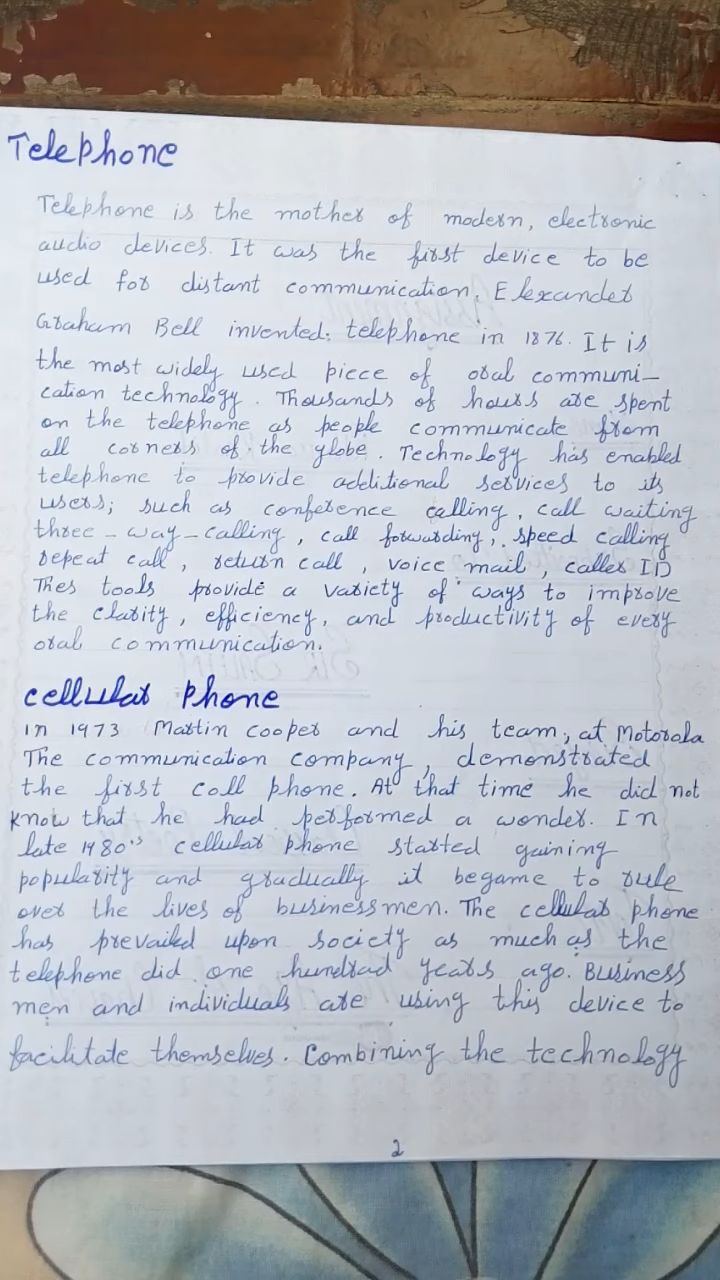 Telephone
Telephone is the mother of modern, electronic
audio devices. It was the first device to be
used for distant communication, Elexander
Graham Bell invented telephone in 1876. It is
the most widely used piece of oral communi-
cation technology. Thousands of hours are spent
on the telephone as people communicate from
all corners of the globe. Technology has enabled
telephone to provide additional services to its
users; such as conference calling, call waiting
three-way-calling, call forwarding, speed calling
repeat call, return call, voice mail, caller ID
Thes tools provide a variety of ways to improve
the clarity, efficiency, and productivity of every
oral communication.
cellular phone
in 1973 Martin cooper and his team, at Motorola
The communication company, demonstrated
the first coll phone. At that time he did not
know that he had performed a wonder. In
late 1980's cellular phone started gaining
popularity and gradually it begame to rule
over the lives of businessmen. The cellular phone
has prevailed upon society as much as the
telephone did one hundrad years ago. Business
men and individuals are using this device to
facilitate themselves. Combining the technology
2